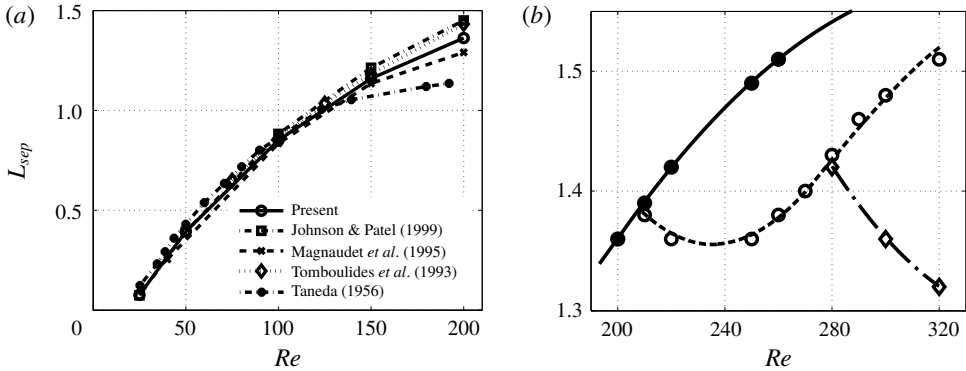 (a)
1.5
1.0
0.5
0
L_sep
50
100
150
200
Re
Present
Johnson & Patel (1999)
Magnaudet et al. (1995)
Tomboulides et al. (1993)
Taneda (1956)
(b)
1.5
1.4
1.3
200
240
280
320
Re